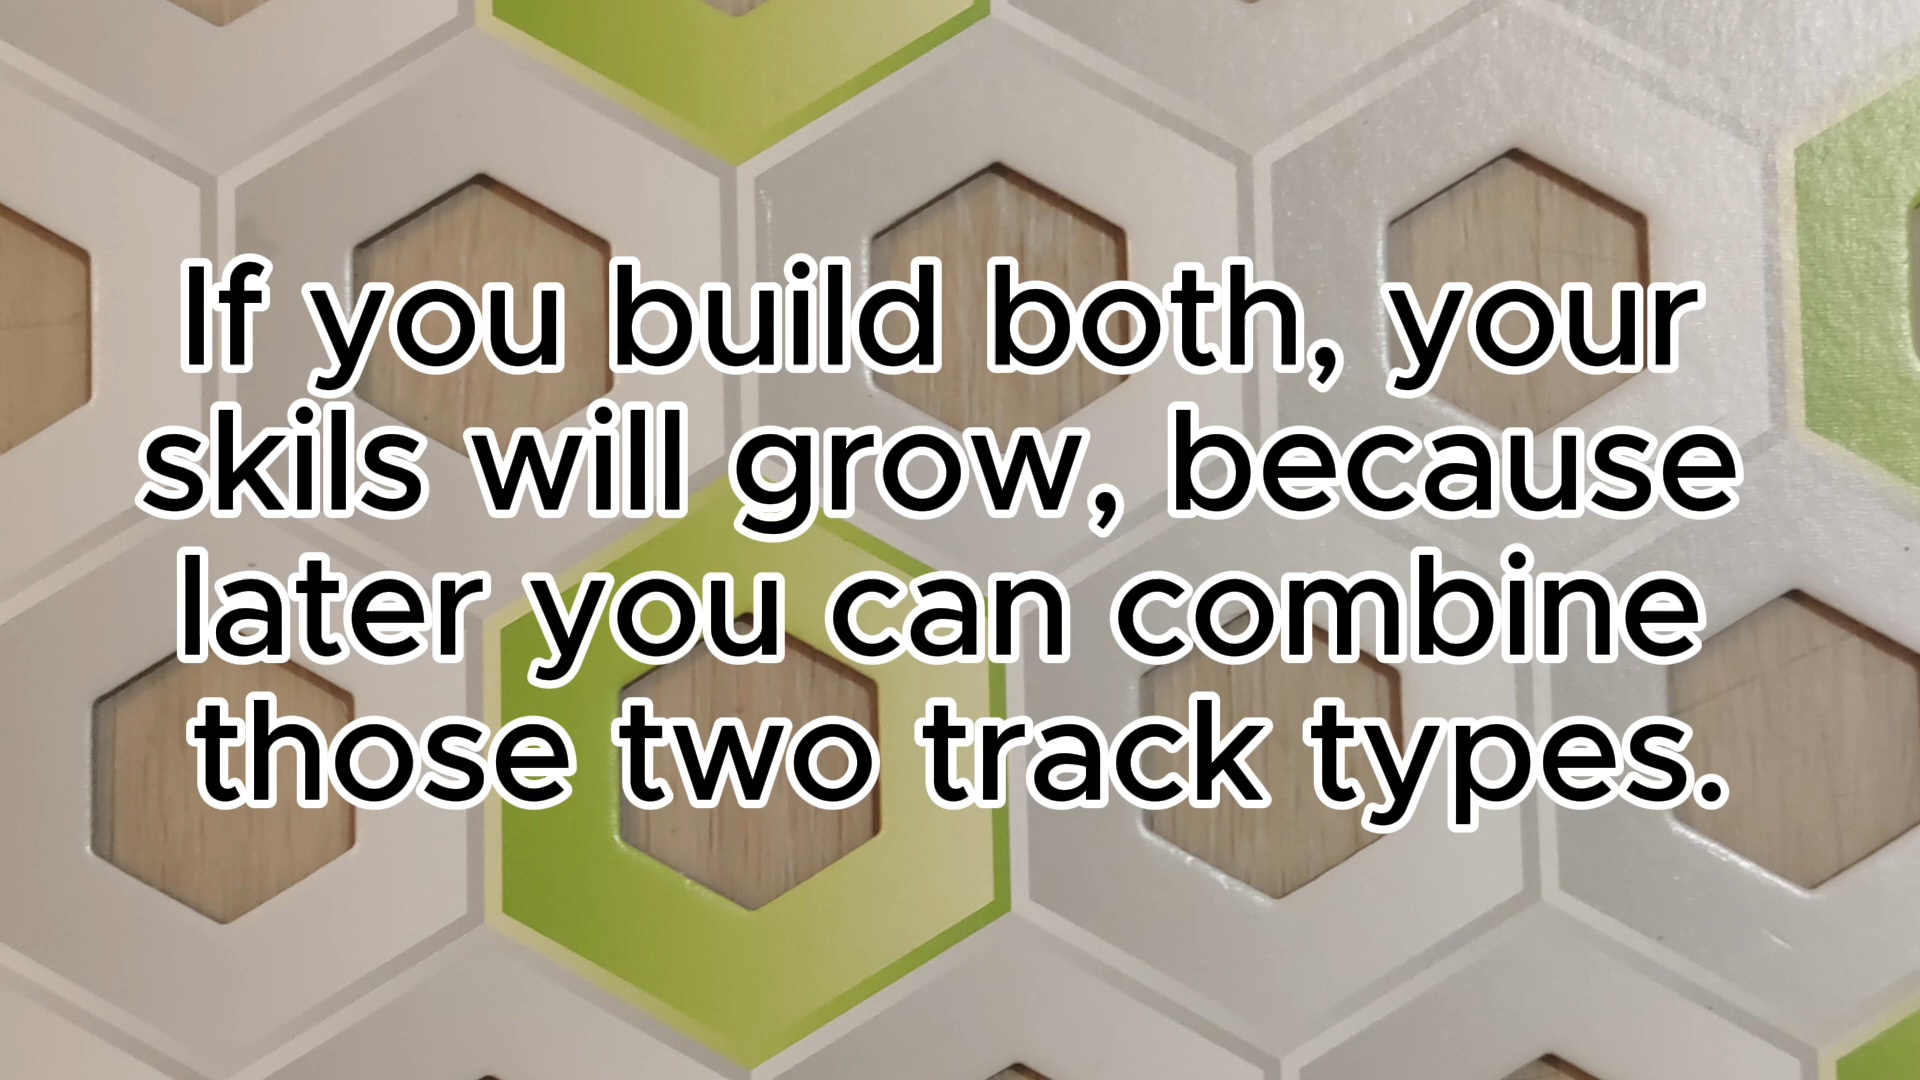 If you build both, your
skils will grow, because
later you can combine
those two track types.